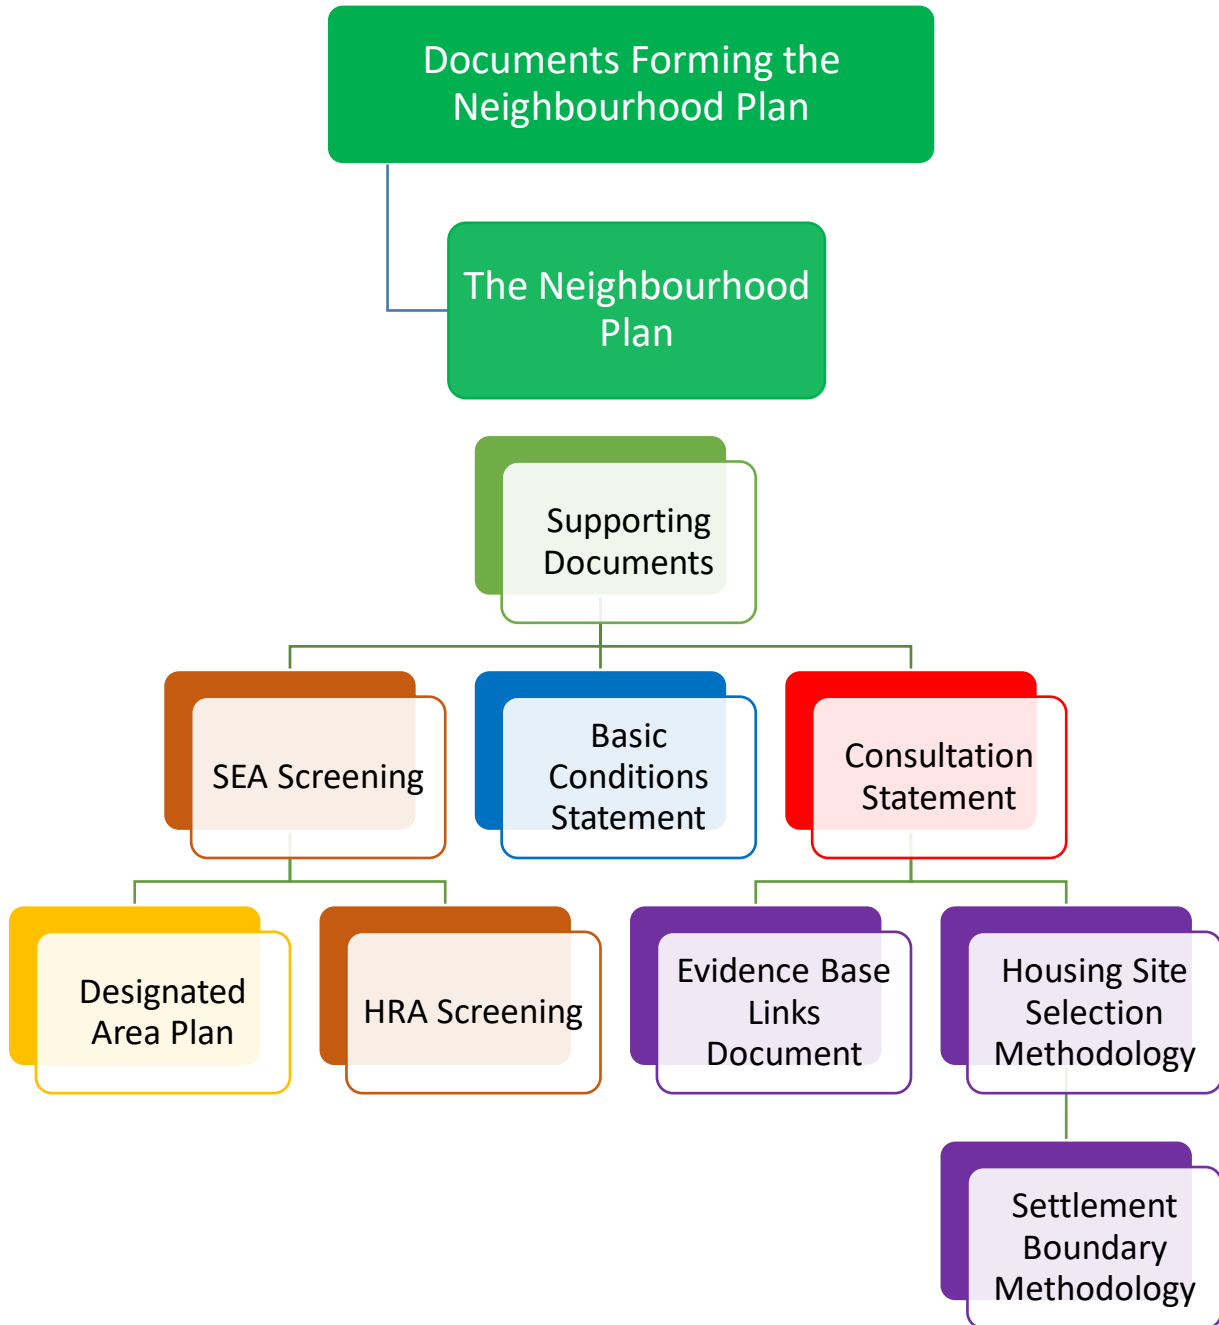 Documents Forming the
Neighbourhood Plan
The Neighbourhood
Plan
Supporting
Documents
SEA Screening
Basic
Conditions
Statement
Consultation
Statement
Designated
Area Plan
HRA Screening
Evidence Base
Links
Document
Housing Site
Selection
Methodology
Settlement
Boundary
Methodology